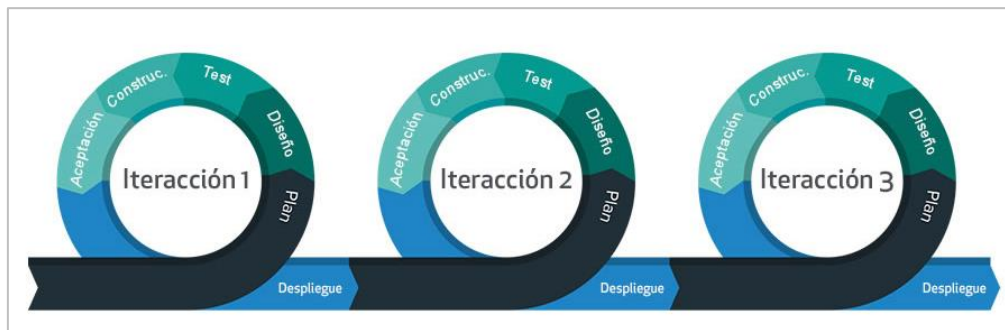 Aceptación
Construc.
Test
Diseño
Plan
Iteracción 1
Despliegue
Aceptación
Construc.
Test
Diseño
Plan
Iteracción 2
Despliegue
Aceptación
Construc.
Test
Diseño
Plan
Iteracción 3
Despliegue